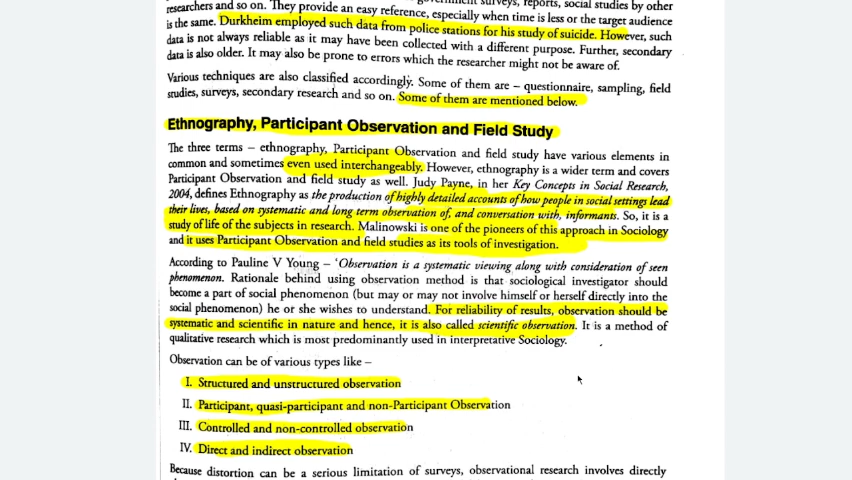 researchers and so on. They provide an easy reference, especially when time is less or the target audience
is the same. Durkheim employed such data from police stations for his study of suicide. However, such
data is not always reliable as it may have been collected with a different purpose. Further, secondary
data is also older. It may also be prone to errors which the researcher might not be aware of.
Various techniques are also classified accordingly. Some of them are – questionnaire, sampling, field
studies, surveys, secondary research and so on. Some of them are mentioned below.
Ethnography, Participant Observation and Field Study
The three terms – ethnography, Participant Observation and field study have various elements in
common and sometimes even used interchangeably. However, ethnography is a wider term and covers
Participant Observation and field study as well. Judy Payne, in her Key Concepts in Social Research,
2004, defines Ethnography as the production of highly detailed accounts of how people in social settings lead
their lives, based on systematic and long term observation of, and conversation with, informants. So, it is a
study of life of the subjects in research. Malinowski is one of the pioneers of this approach in Sociology
and it uses Participant Observation and field studies as its tools of investigation.
According to Pauline V Young – 'Observation is a systematic viewing along with consideration of seen
phenomenon. Rationale behind using observation method is that sociological investigator should
become a part of social phenomenon (but may or may not involve himself or herself directly into the
social phenomenon) he or she wishes to understand. For reliability of results, observation should be
systematic and scientific in nature and hence, it is also called scientific observation. It is a method of
qualitative research which is most predominantly used in interpretative Sociology.
Observation can be of various types like –
I. Structured and unstructured observation
II. Participant, quasi-participant and non-Participant Observation
III. Controlled and non-controlled observation
IV. Direct and indirect observation
Because distortion can be a serious limitation of surveys, observational research involves directly